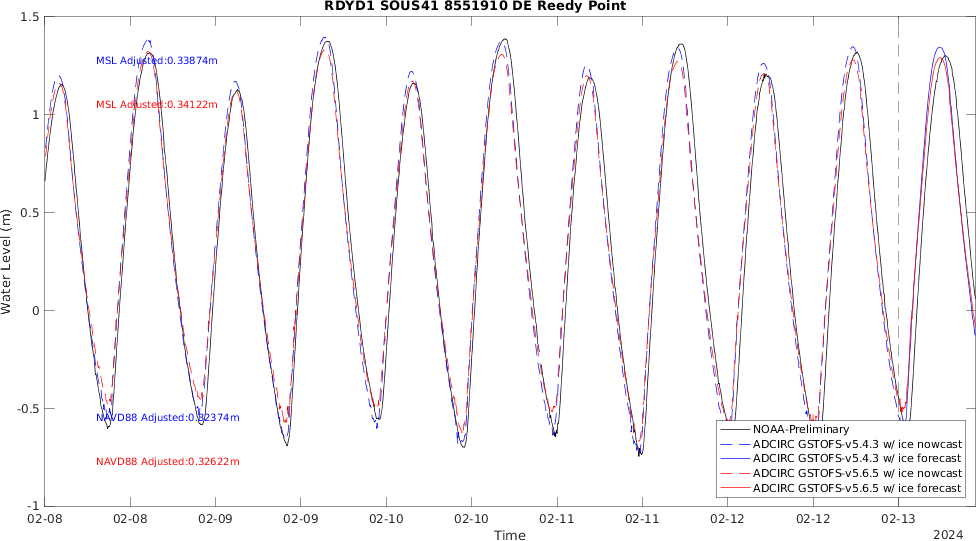 RDYD1 SOUS41 8551910 DE Reedy Point
1.5
1
0.5
0
-0.5
-1
Water Level (m)
MSL Adjusted:0.33874m
MSL Adjusted:0.34122m
NAVD88 Adjusted:0.32374m
NAVD88 Adjusted:0.32622m
NOAA-Preliminary
ADCIRC GSTOFS-v5.4.3 w/ ice nowcast
ADCIRC GSTOFS-v5.4.3 w/ ice forecast
ADCIRC GSTOFS-v5.6.5 w/ ice nowcast
ADCIRC GSTOFS-v5.6.5 w/ ice forecast
02-08 02-08 02-09 02-09 02-10 02-10 02-11 02-11 02-12 02-12 02-13
Time
2024